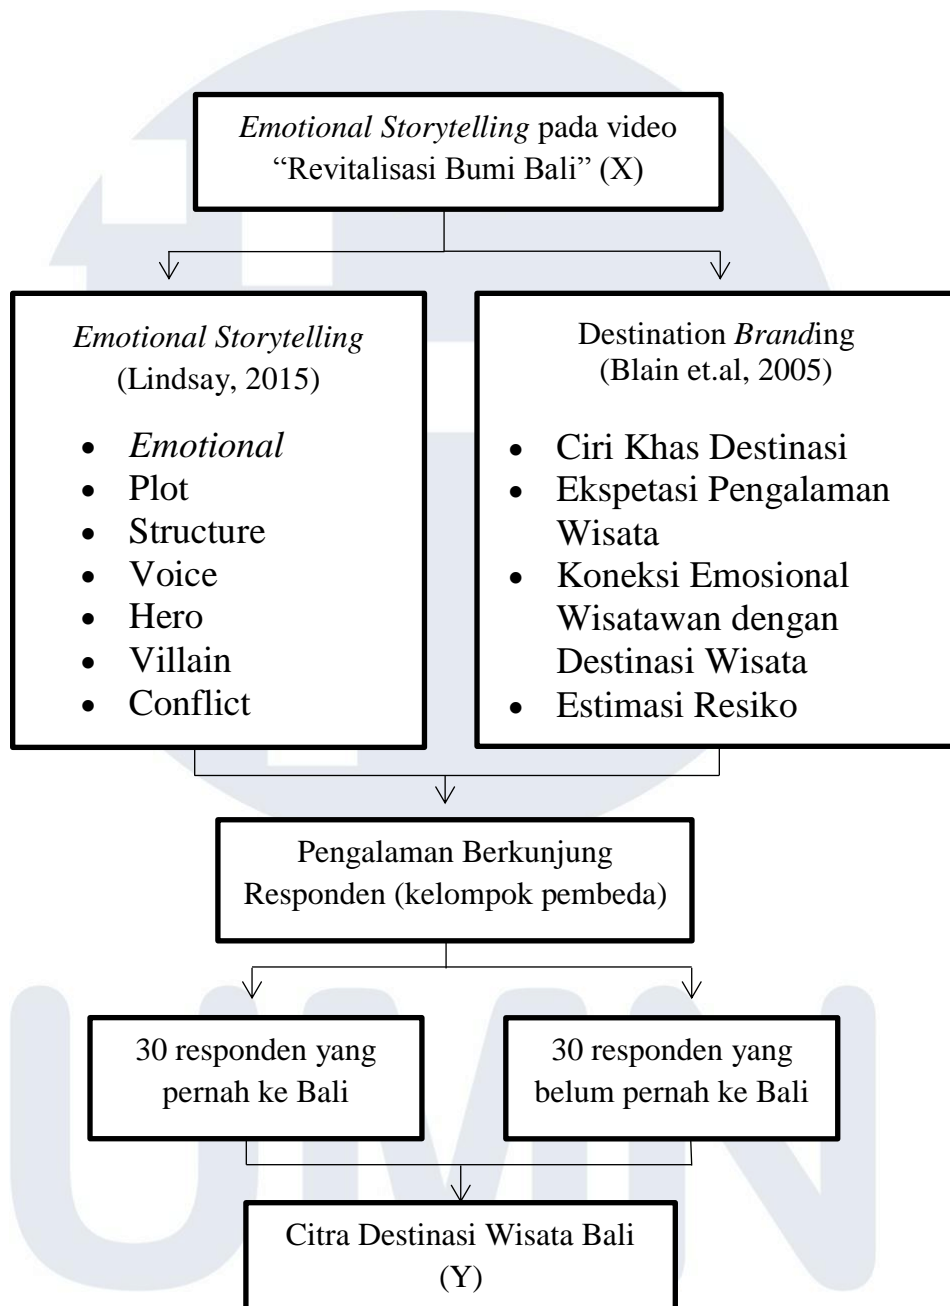 Emotional Storytelling pada video
“Revitalisasi Bumi Bali” (X)
Emotional Storytelling
(Lindsay, 2015)
• Emotional
• Plot
• Structure
• Voice
• Hero
• Villain
• Conflict
Destination Branding
(Blain et.al, 2005)
• Ciri Khas Destinasi
• Ekspetasi Pengalaman
Wisata
• Koneksi Emosional
Wisatawan dengan
Destinasi Wisata
• Estimasi Resiko
Pengalaman Berkunjung
Responden (kelompok pembeda)
30 responden yang
pernah ke Bali
30 responden yang
belum pernah ke Bali
Citra Destinasi Wisata Bali
(Y)
UMN